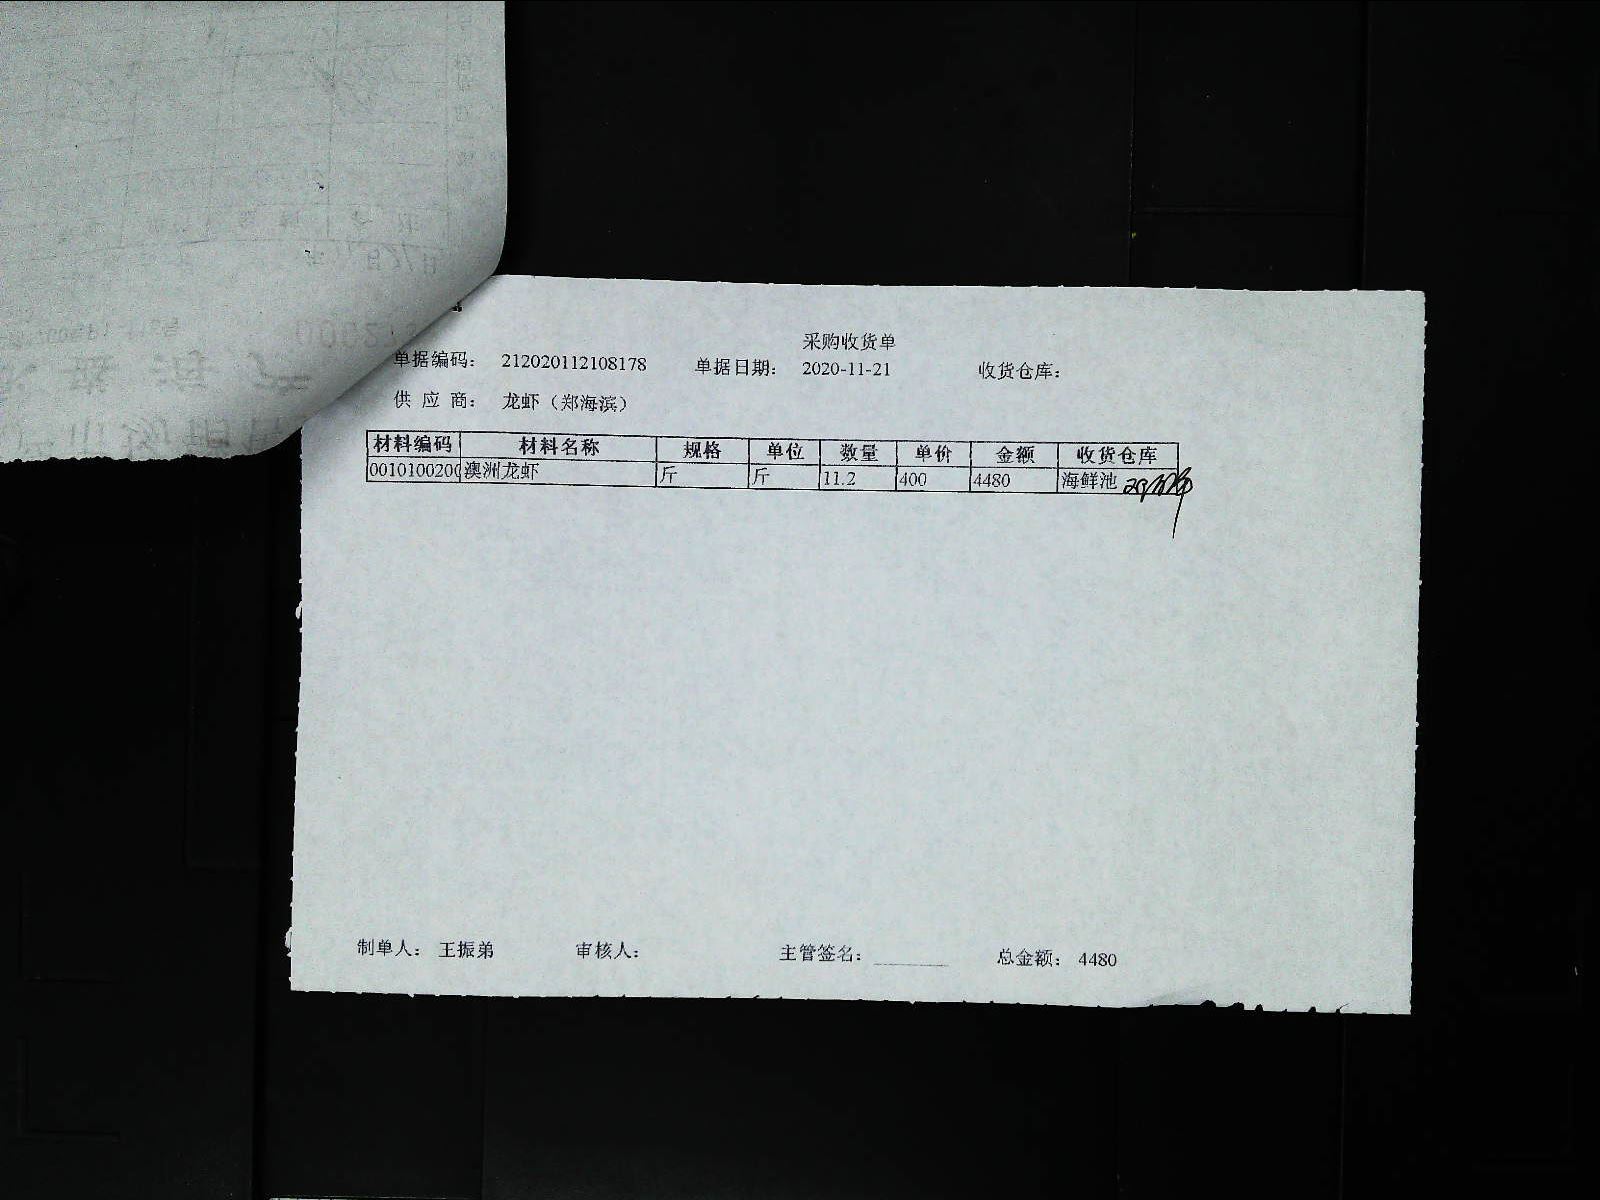 采购收货单
单据编码： 212020112108178 单据日期： 2020-11-21 收货仓库：
供 应 商： 龙虾（郑海滨）
材料编码 材料名称 规格 单位 数量 单价 金额 收货仓库
0010100200 澳洲龙虾 斤 斤 11.2 400 4480 海鲜池
制单人： 王振弟 审核人： 主管签名： ________ 总金额： 4480